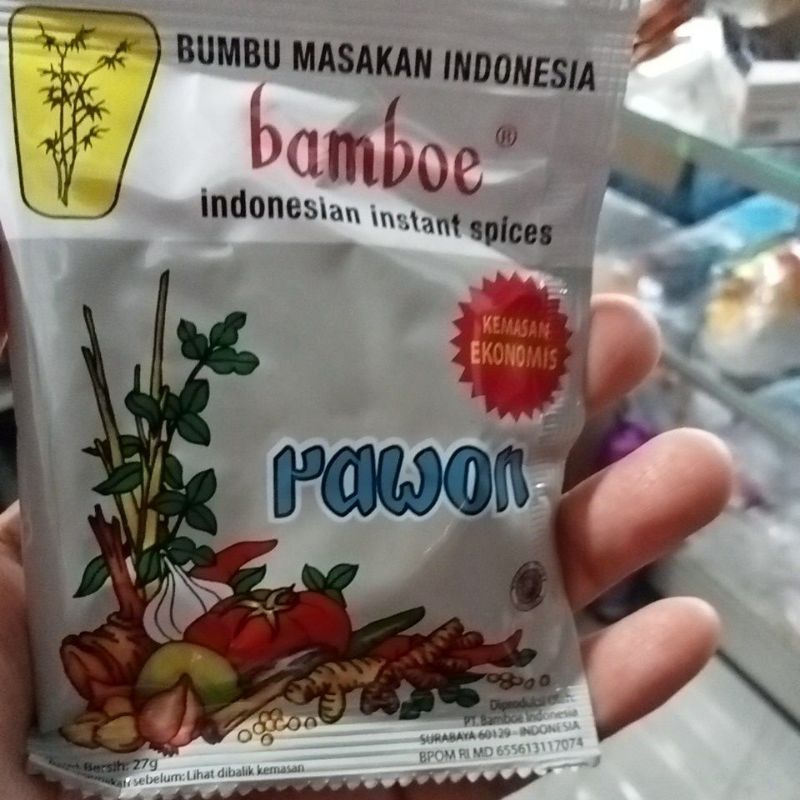 BUMBU MASAKAN INDONESIA
bamboe ®
indonesian instant spices
KEMASAN
EKONOMIS
rawon
Diproduksi oleh:
PT. Bamboe Indonesia
SURABAYA 60129 - INDONESIA
BPOM RI MD 655613117074
Bersih: 27g
sebelum: Lihat dibalik kemasan